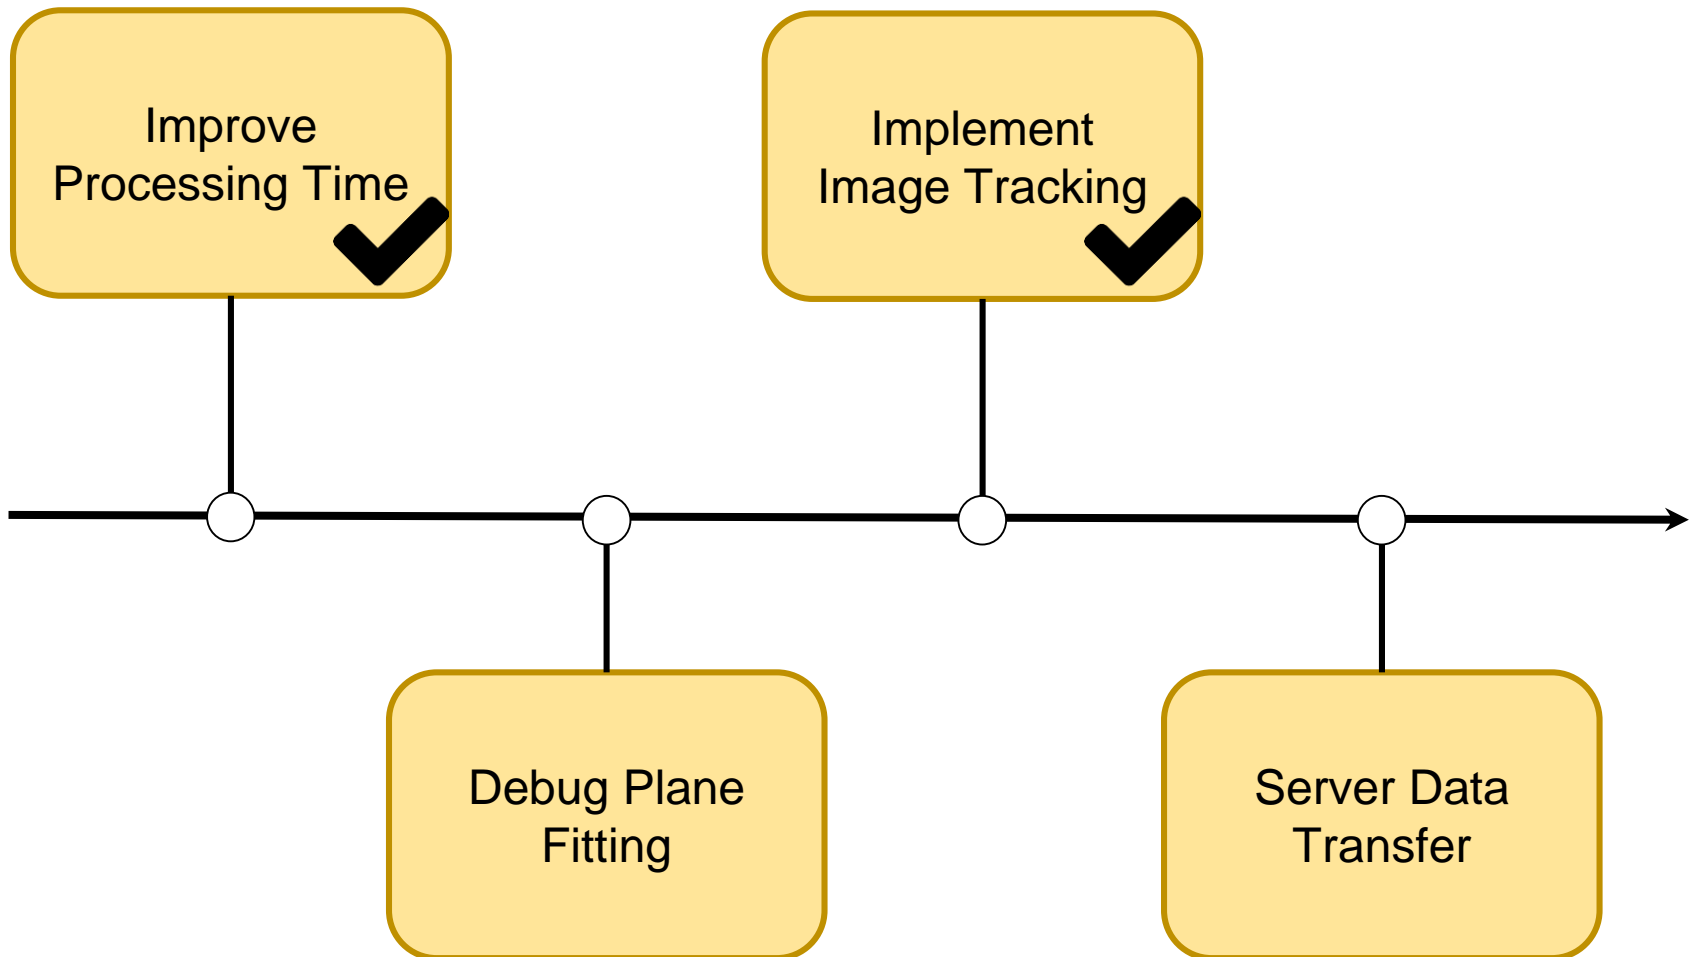 Improve
Processing Time
Implement
Image Tracking
Debug Plane
Fitting
Server Data
Transfer